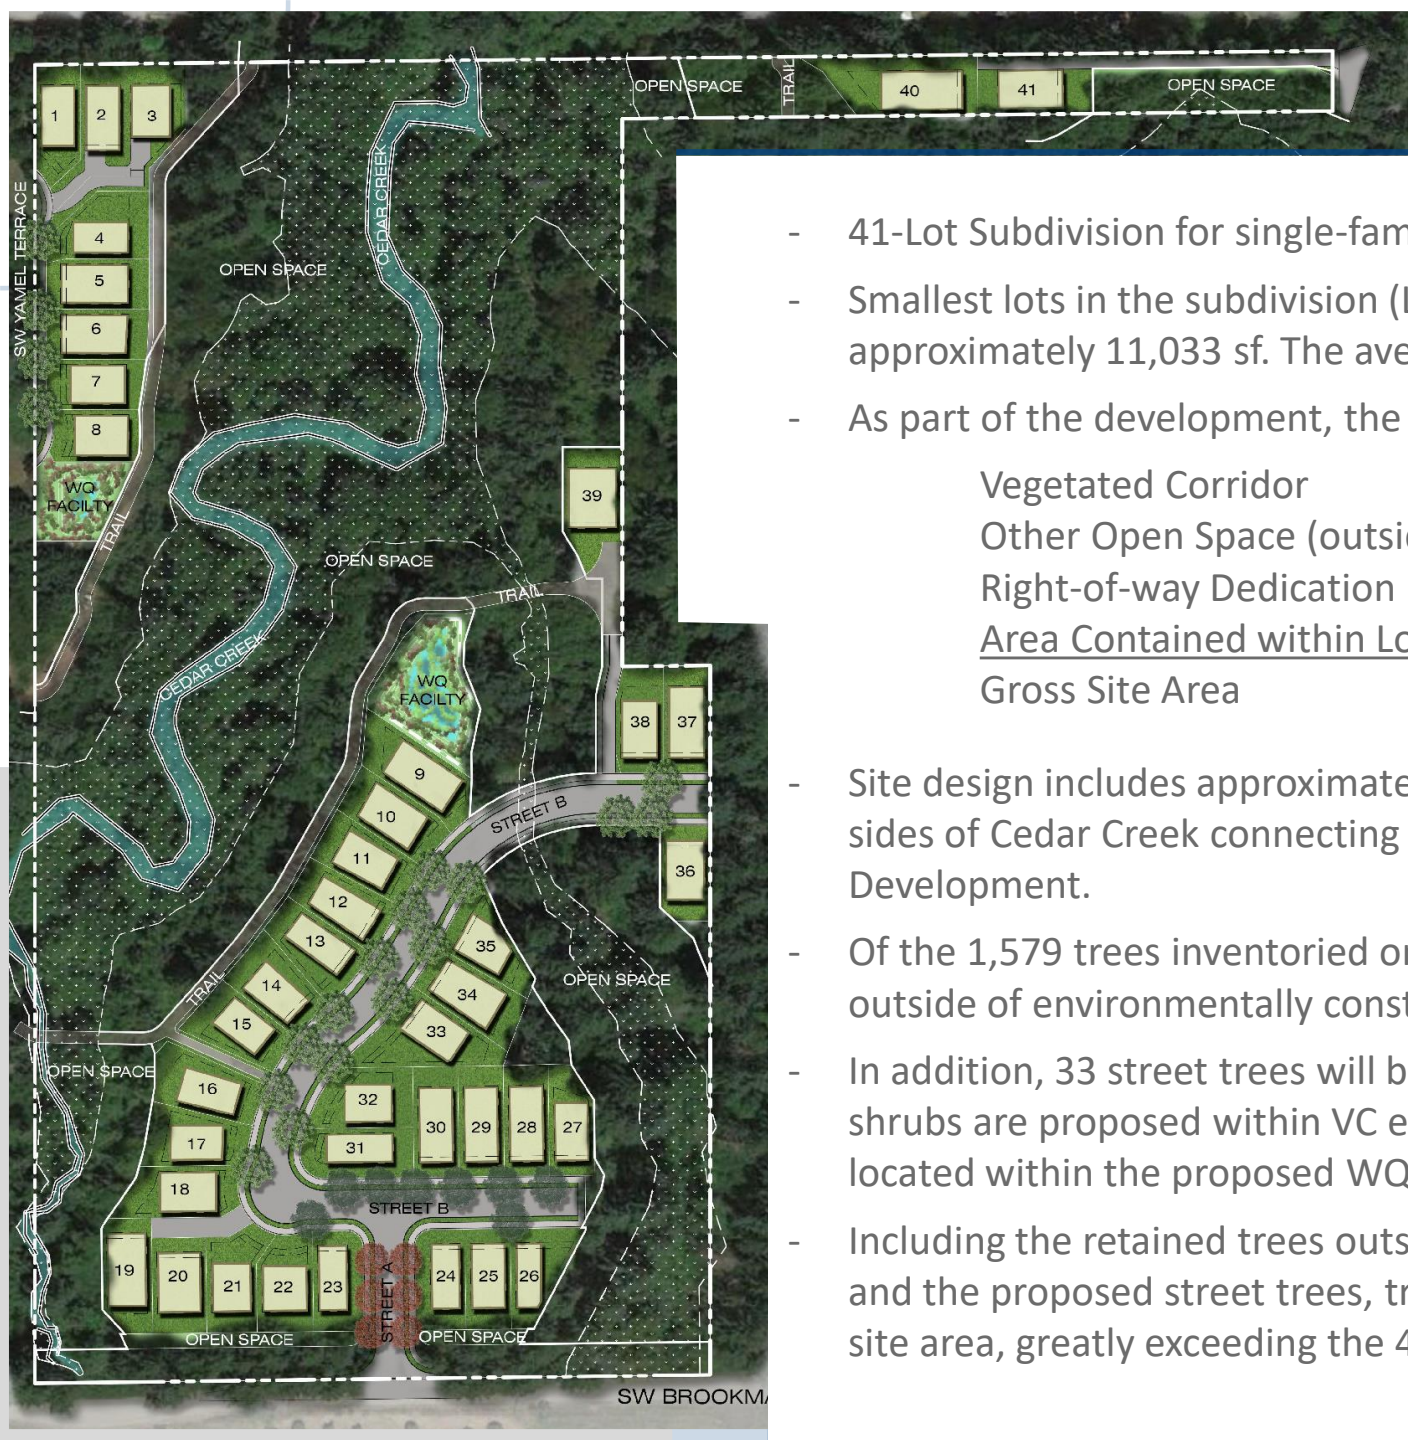 OPEN SPACE
TRAIL
40
41
OPEN SPACE
1
2
3
CEDAR CREEK
SW YAMEL TERRACE
4
5
6
7
8
OPEN SPACE
WQ
FACILTY
TRAIL
39
OPEN SPACE
TRAIL
CEDAR CREEK
WQ
FACILTY
38
37
9
10
11
12
13
14
15
STREET B
36
35
34
33
OPEN SPACE
TRAIL
OPEN SPACE
16
17
18
32
31
30
29
28
27
STREET B
19
20
21
22
23
STREET A
24
25
26
OPEN SPACE
OPEN SPACE
SW BROOKM
- 41-Lot Subdivision for single-fam
- Smallest lots in the subdivision (
approximately 11,033 sf. The ave
- As part of the development, the
Vegetated Corridor
Other Open Space (outsi
Right-of-way Dedication
Area Contained within Lo
Gross Site Area
- Site design includes approximate
sides of Cedar Creek connecting
Development.
- Of the 1,579 trees inventoried o
outside of environmentally const
- In addition, 33 street trees will b
shrubs are proposed within VC e
located within the proposed WQ
- Including the retained trees outs
and the proposed street trees, tr
site area, greatly exceeding the 4